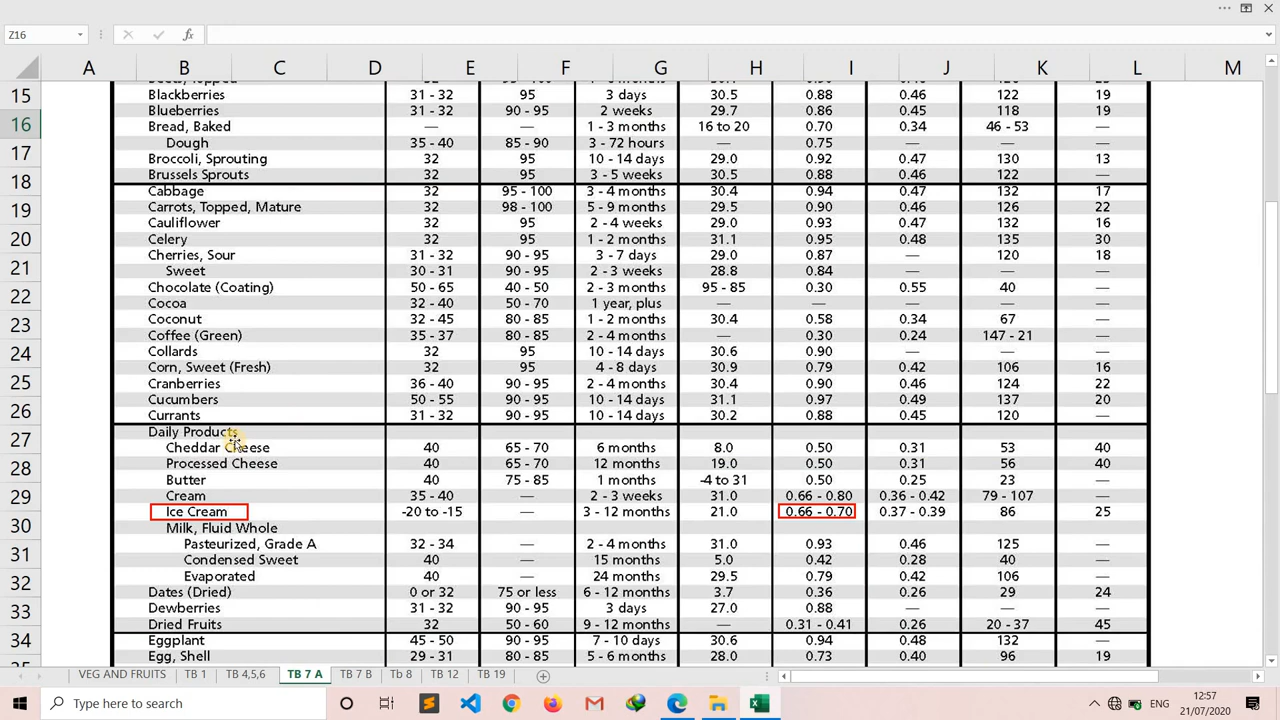 Z16
A B C D E F G H I J K L M
15 Blackberries 31 - 32 95 3 days 30.5 0.88 0.46 122 19
Blueberries 31 - 32 90 - 95 2 weeks 29.7 0.86 0.45 118 19
16 Bread, Baked — — 1 - 3 months 16 to 20 0.70 0.34 46 - 53
17 Dough 35 - 40 85 - 90 3 - 72 hours — 0.75
Broccoli, Sprouting 32 95 10 - 14 days 29.0 0.92 0.47 130 13
18 Brussels Sprouts 32 95 3 - 5 weeks 30.5 0.88 0.46 122 —
Cabbage 32 95 - 100 3 - 4 months 30.4 0.94 0.47 132 17
19 Carrots, Topped, Mature 32 98 - 100 5 - 9 months 29.5 0.90 0.46 126 22
Cauliflower 32 95 2 - 4 weeks 29.0 0.93 0.47 132 16
20 Celery 32 95 1 - 2 months 31.1 0.95 0.48 135 30
Cherries, Sour 31 - 32 90 - 95 3 - 7 days 29.0 0.87 — 120 18
21 Sweet 30 - 31 90 - 95 2 - 3 weeks 28.8 0.84 — — —
Chocolate (Coating) 50 - 65 40 - 50 2 - 3 months 95 - 85 0.30 0.55 40 —
22 Cocoa 32 - 40 50 - 70 1 year, plus — — — — —
23 Coconut 32 - 45 80 - 85 1 - 2 months 30.4 0.58 0.34 67 —
Coffee (Green) 35 - 37 80 - 85 2 - 4 months — 0.30 0.24 147 - 21 —
24 Collards 32 95 10 - 14 days 30.6 0.90 — — —
Corn, Sweet (Fresh) 32 95 4 - 8 days 30.9 0.79 0.42 106 16
25 Cranberries 36 - 40 90 - 95 2 - 4 months 30.4 0.90 0.46 124 22
Cucumbers 50 - 55 90 - 95 10 - 14 days 31.1 0.97 0.49 137 20
26 Currants 31 - 32 90 - 95 10 - 14 days 30.2 0.88 0.45 120 —
27 Daily Products
Cheddar Cheese 40 65 - 70 6 months 8.0 0.50 0.31 53 40
28 Processed Cheese 40 65 - 70 12 months 19.0 0.50 0.31 56 40
Butter 40 75 - 85 1 months -4 to 31 0.50 0.25 23 —
29 Cream 35 - 40 — 2 - 3 weeks 31.0 0.66 - 0.80 0.36 - 0.42 79 - 107 —
Ice Cream -20 to -15 — 3 - 12 months 21.0 0.66 - 0.70 0.37 - 0.39 86 25
30 Milk, Fluid Whole
31 Pasteurized, Grade A 32 - 34 — 2 - 4 months 31.0 0.93 0.46 125 —
Condensed Sweet 40 — 15 months 5.0 0.42 0.28 40 —
32 Evaporated 40 — 24 months 29.5 0.79 0.42 106 —
Dates (Dried) 0 or 32 75 or less 6 - 12 months 3.7 0.36 0.26 29 24
33 Dewberries 31 - 32 90 - 95 3 days 27.0 0.88 — — —
Dried Fruits 32 50 - 60 9 - 12 months — 0.31 - 0.41 0.26 20 - 37 45
34 Eggplant 45 - 50 90 - 95 7 - 10 days 30.6 0.94 0.48 132 —
Egg, Shell 29 - 31 80 - 85 5 - 6 months 28.0 0.73 0.40 96 19
VEG AND FRUITS TB 1 TB 4,5,6 TB 7 A TB 7 B Tb 8 TB 12 TB 19
Type here to search ENG 12:57
21/07/2020